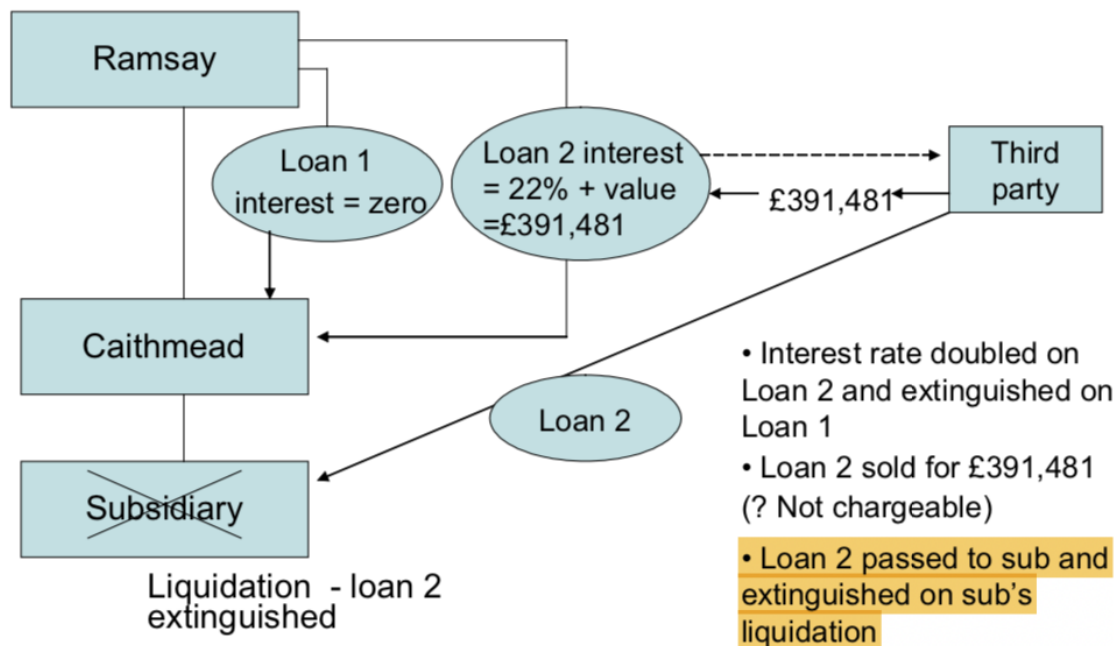 Ramsay
Loan 1
interest = zero
Loan 2 interest
= 22% + value
=£391,481
£391,481
Third
party
Caithmead
Loan 2
Subsidiary
Liquidation - loan 2
extinguished
• Interest rate doubled on
Loan 2 and extinguished on
Loan 1
• Loan 2 sold for £391,481
(? Not chargeable)
• Loan 2 passed to sub and
extinguished on sub's
liquidation